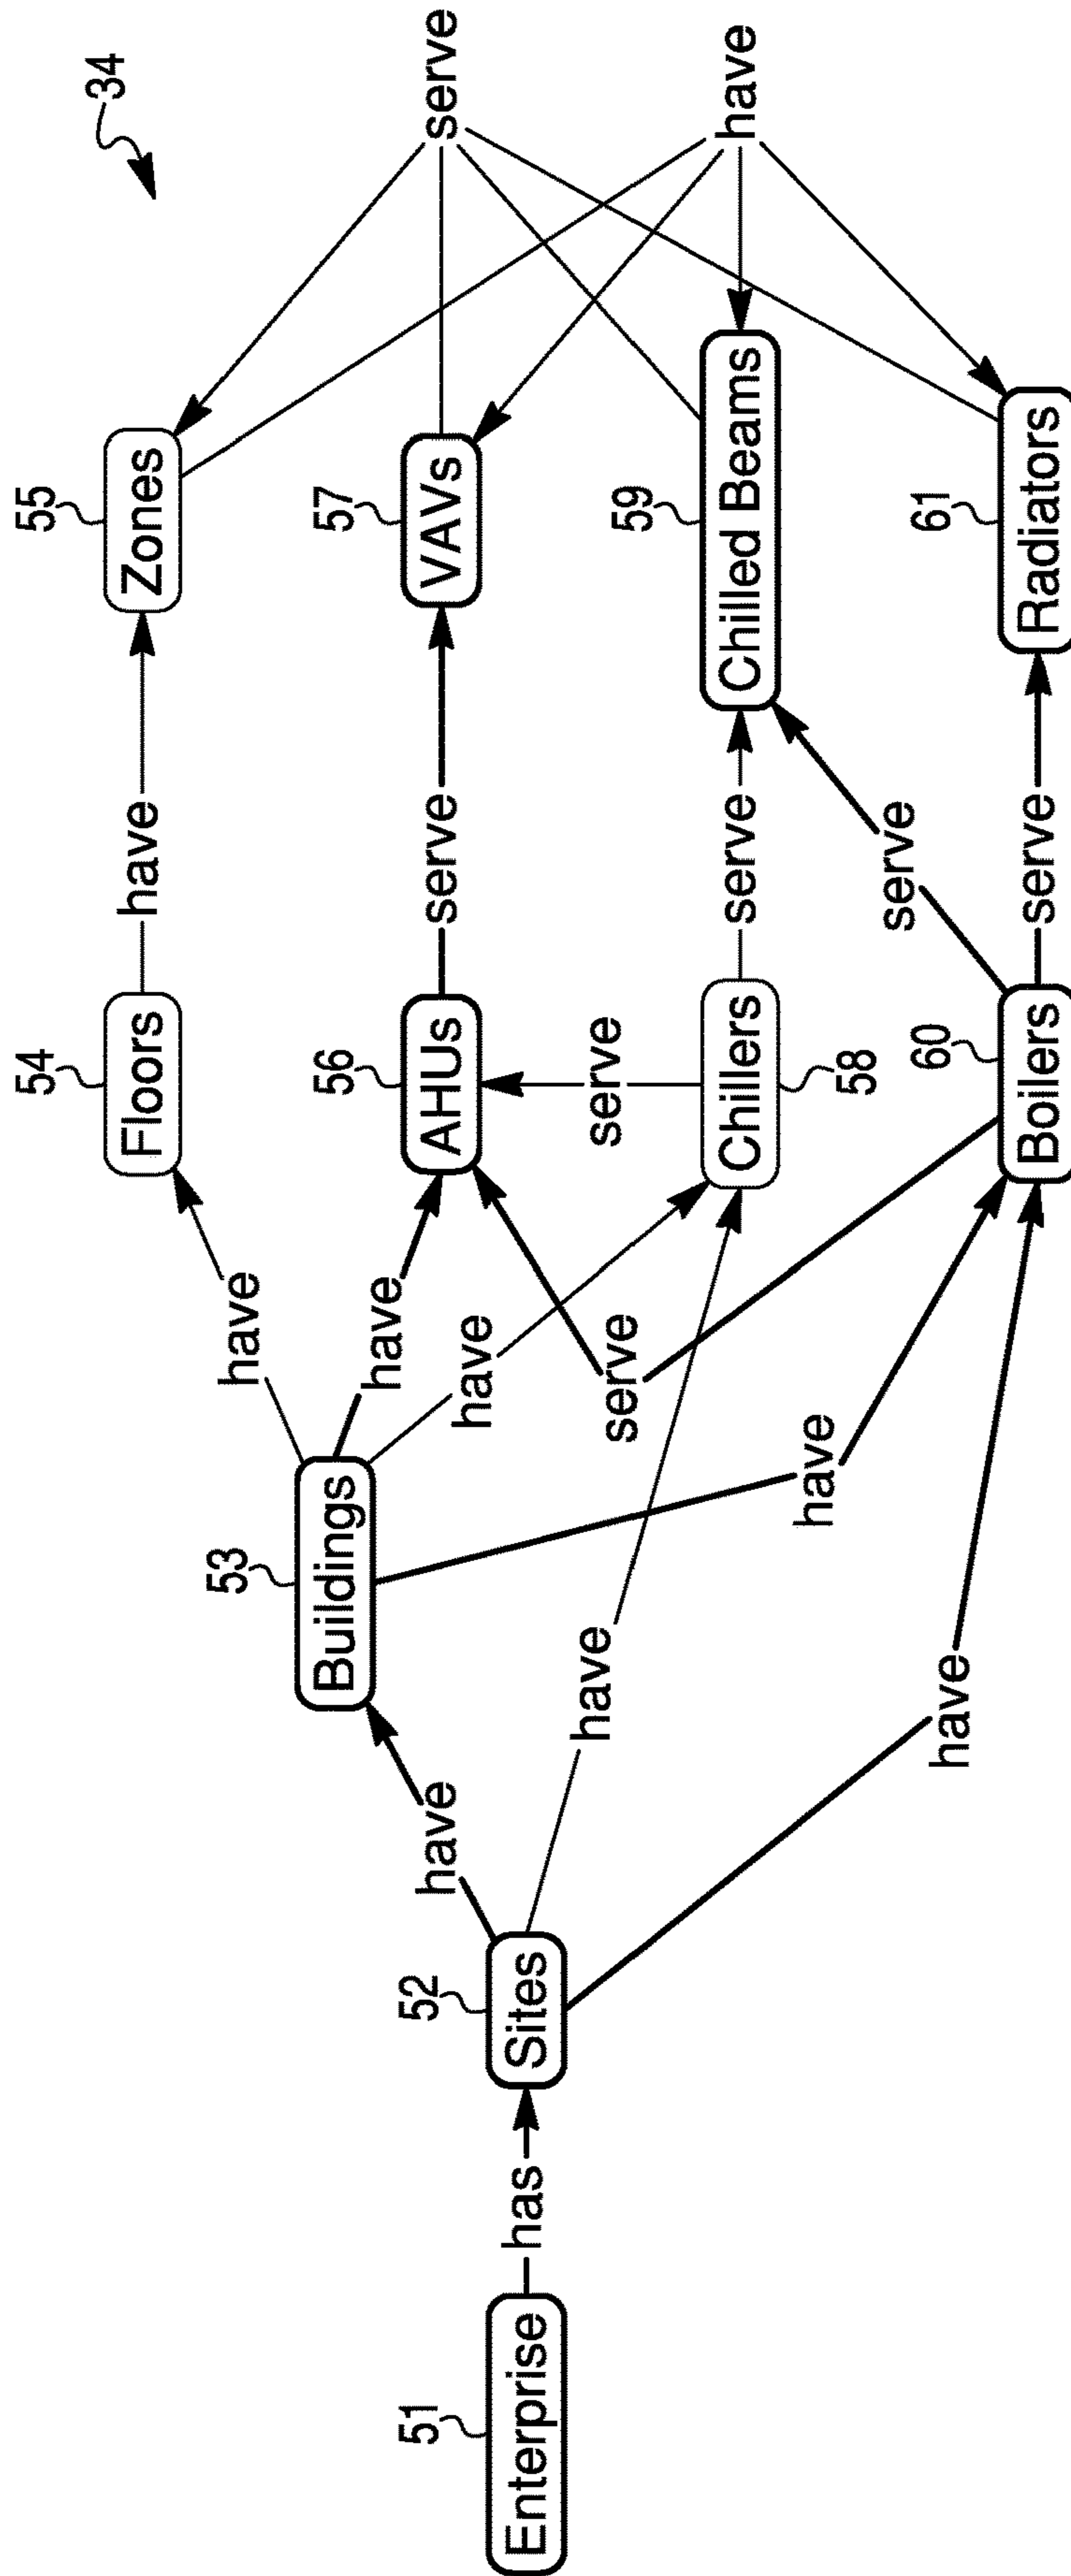 34
51
Enterprise
has
52
Sites
have
have
have
53
Buildings
have
have
have
have
54
Floors
have
55
Zones
56
AHUs
serve
57
VAVs
serve
serve
58
Chillers
serve
59
Chilled Beams
serve
60
Boilers
serve
61
Radiators
serve
have